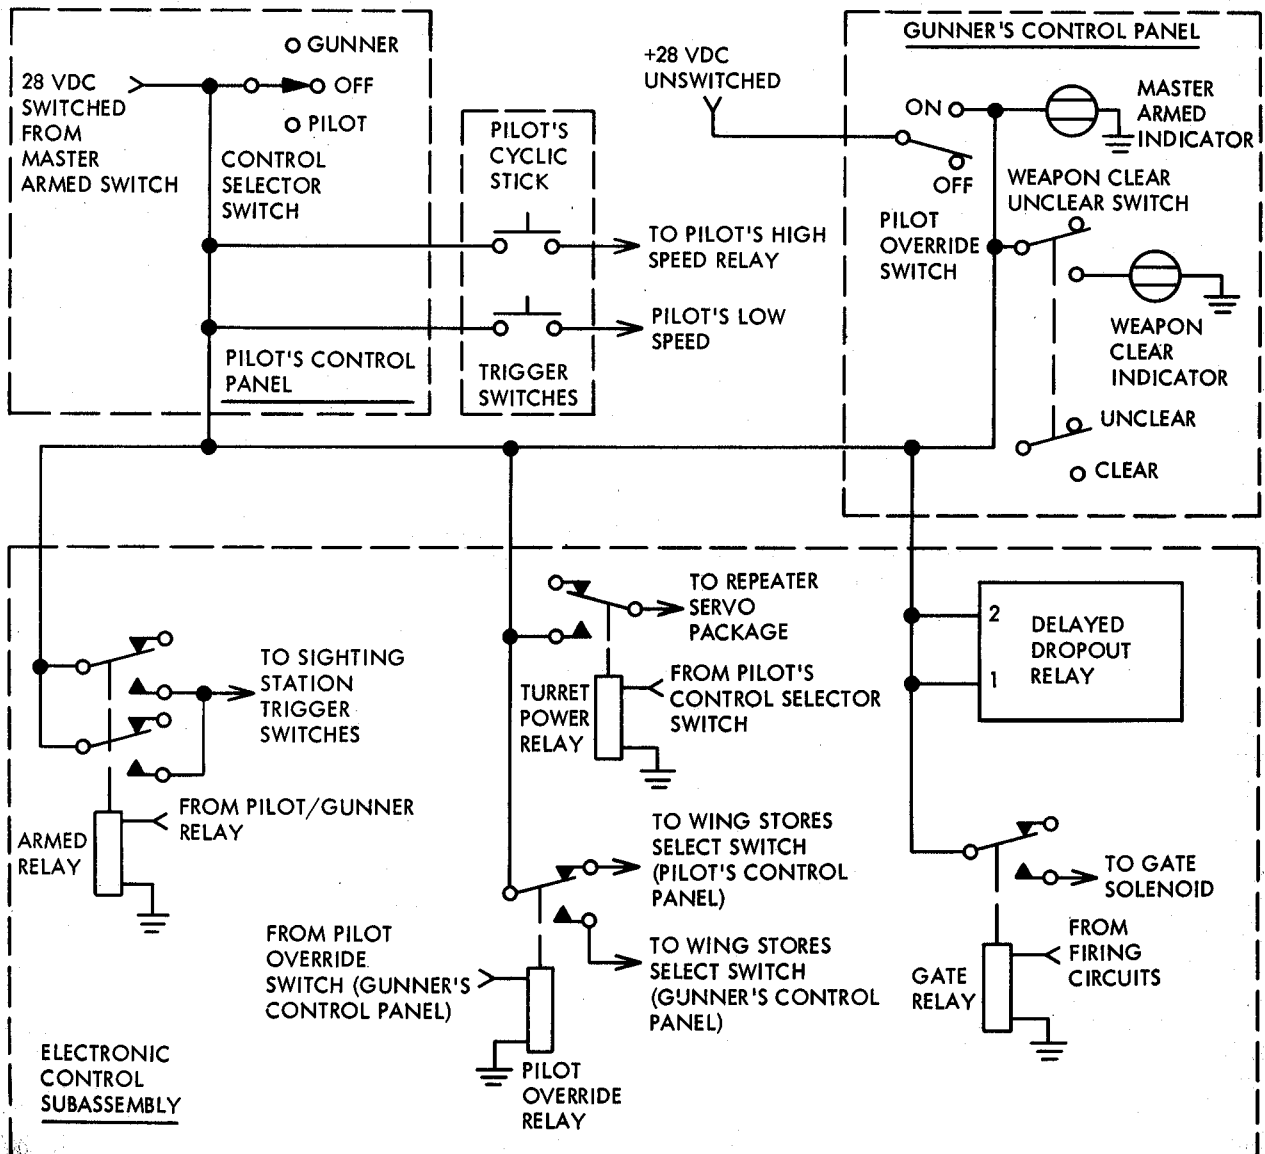 28 VDC
SWITCHED
FROM
MASTER
ARMED SWITCH
GUNNER
OFF
PILOT
CONTROL
SELECTOR
SWITCH
PILOT'S CONTROL
PANEL
PILOT'S
CYCLIC
STICK
TRIGGER
SWITCHES
TO PILOT'S HIGH
SPEED RELAY
PILOT'S LOW
SPEED
+28 VDC
UNSWITCHED
GUNNER'S CONTROL PANEL
ON
OFF
MASTER
ARMED
INDICATOR
PILOT
OVERRIDE
SWITCH
WEAPON CLEAR
UNCLEAR SWITCH
WEAPON
CLEAR
INDICATOR
UNCLEAR
CLEAR
TO SIGHTING
STATION
TRIGGER
SWITCHES
FROM PILOT/GUNNER
RELAY
ARMED
RELAY
TO REPEATER
SERVO
PACKAGE
FROM PILOT'S
CONTROL SELECTOR
SWITCH
TURRET
POWER
RELAY
2
1
DELAYED
DROPOUT
RELAY
TO WING STORES
SELECT SWITCH
(PILOT'S CONTROL
PANEL)
TO WING STORES
SELECT SWITCH
(GUNNER'S CONTROL
PANEL)
FROM PILOT
OVERRIDE
SWITCH (GUNNER'S
CONTROL PANEL)
PILOT
OVERRIDE
RELAY
TO GATE
SOLENOID
FROM
FIRING
CIRCUITS
GATE
RELAY
ELECTRONIC
CONTROL
SUBASSEMBLY